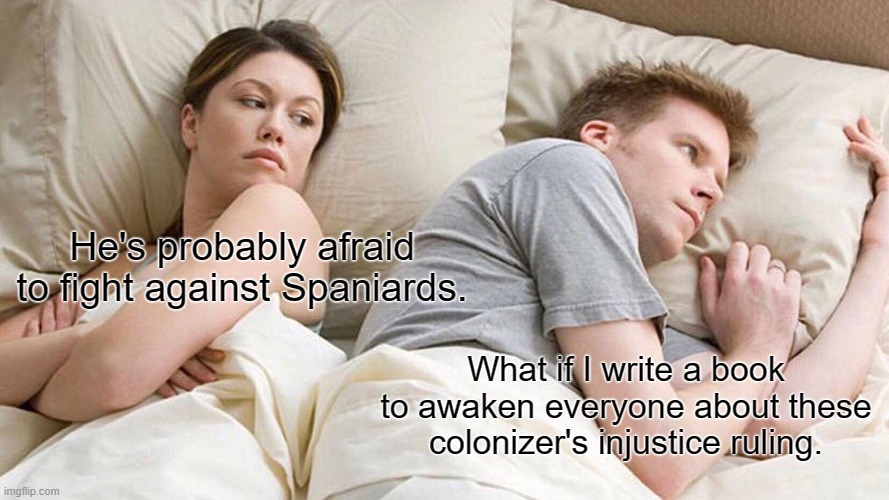 He's probably afraid
to fight against Spaniards.
What if I write a book
to awaken everyone about these
colonizer's injustice ruling.
imgflip.com